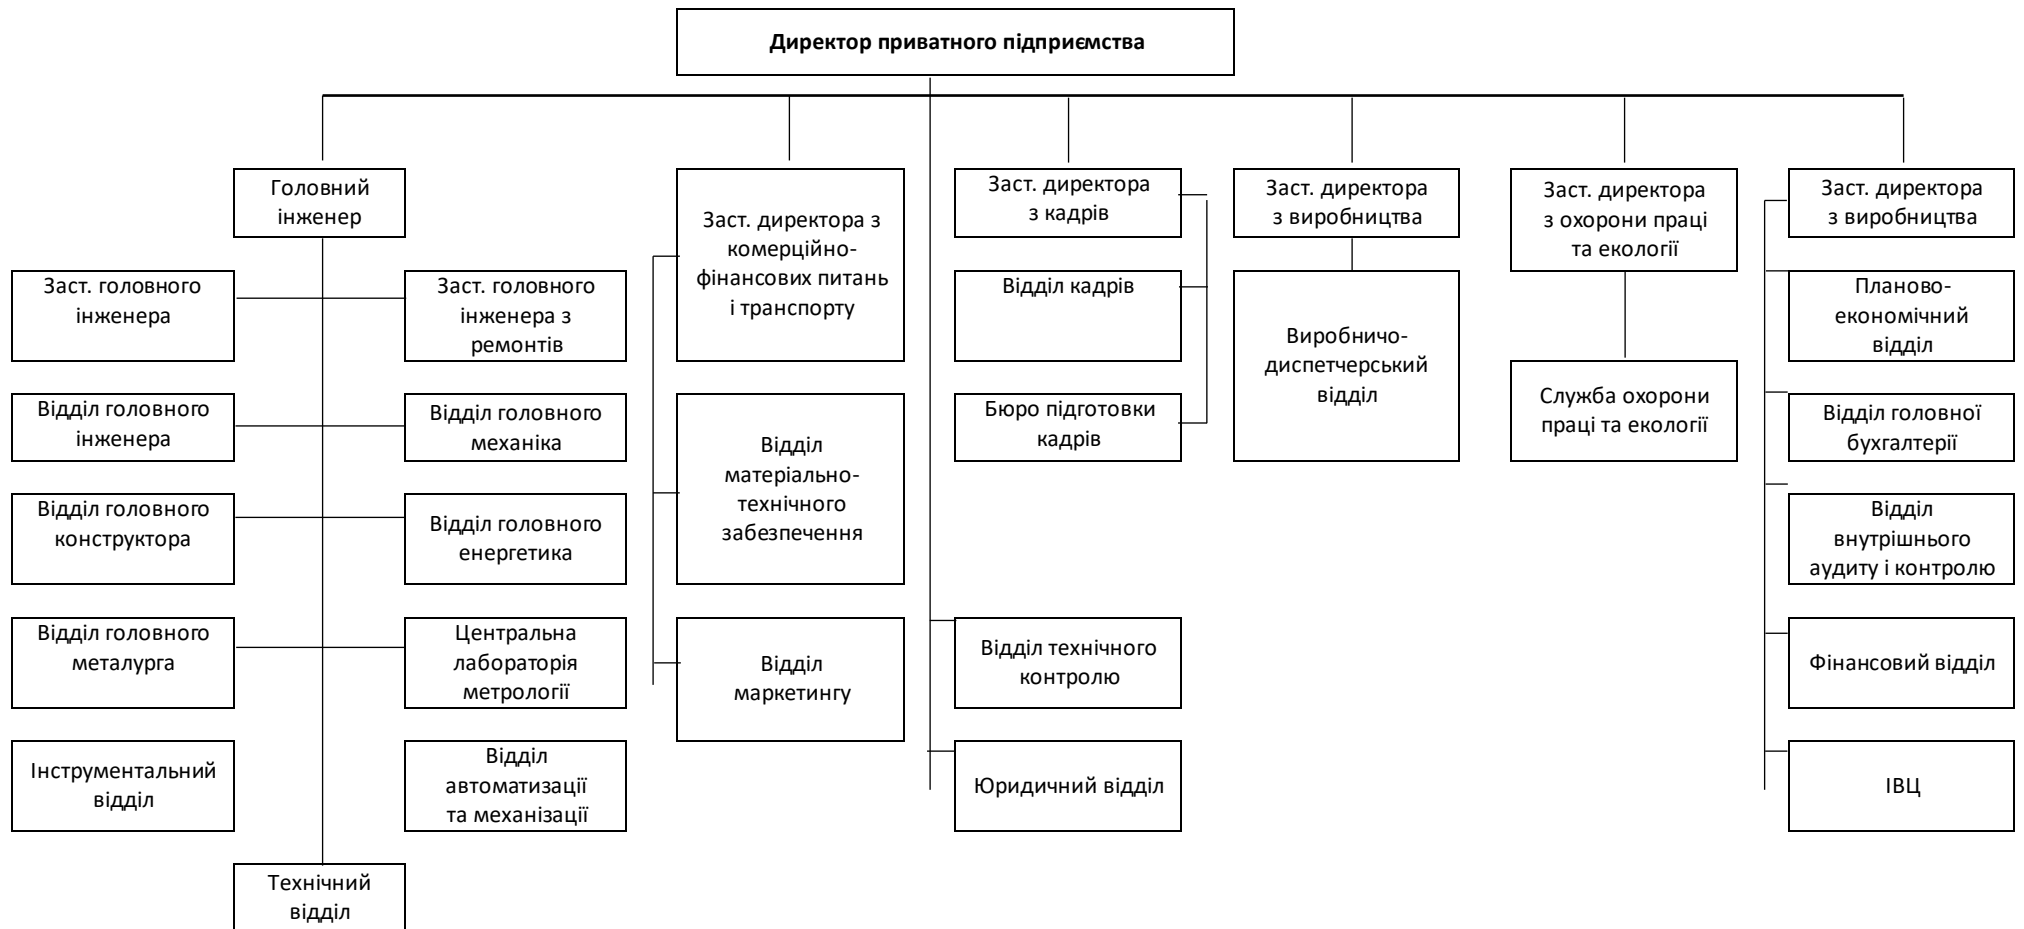 Директор приватного підприємства
Головний
інженер
Заст. головного
інженера
Заст. головного
інженера з
ремонтів
Відділ головного
інженера
Відділ головного
механіка
Відділ головного
конструктора
Відділ головного
енергетика
Відділ головного
металурга
Центральна
лабораторія
метрології
Інструментальний
відділ
Відділ
автоматизації
та механізації
Технічний
відділ
Заст. директора з
комерційно-
фінансових питань
і транспорту
Відділ
матеріально-
технічного
забезпечення
Відділ
маркетингу
Заст. директора
з кадрів
Відділ кадрів
Бюро підготовки
кадрів
Відділ технічного
контролю
Юридичний відділ
Заст. директора
з виробництва
Виробничо-
диспетчерський
відділ
Заст. директора
з охорони праці
та екології
Служба охорони
праці та екології
Заст. директора
з виробництва
Планово-
економічний
відділ
Відділ головної
бухгалтерії
Відділ
внутрішнього
аудиту і контролю
Фінансовий відділ
ІВЦ